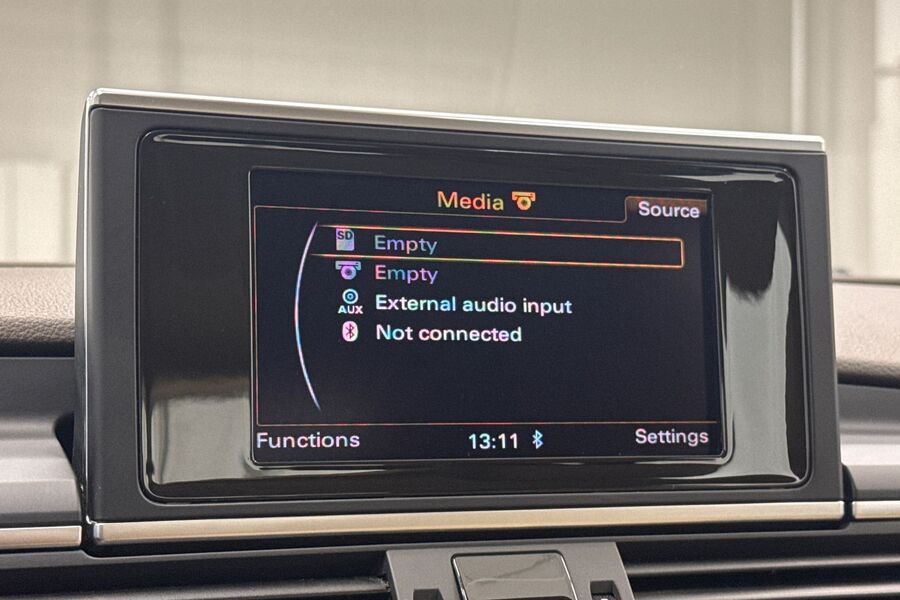 Media
Source
SD Empty
Empty
AUX External audio input
Not connected
Functions 13:11 Settings